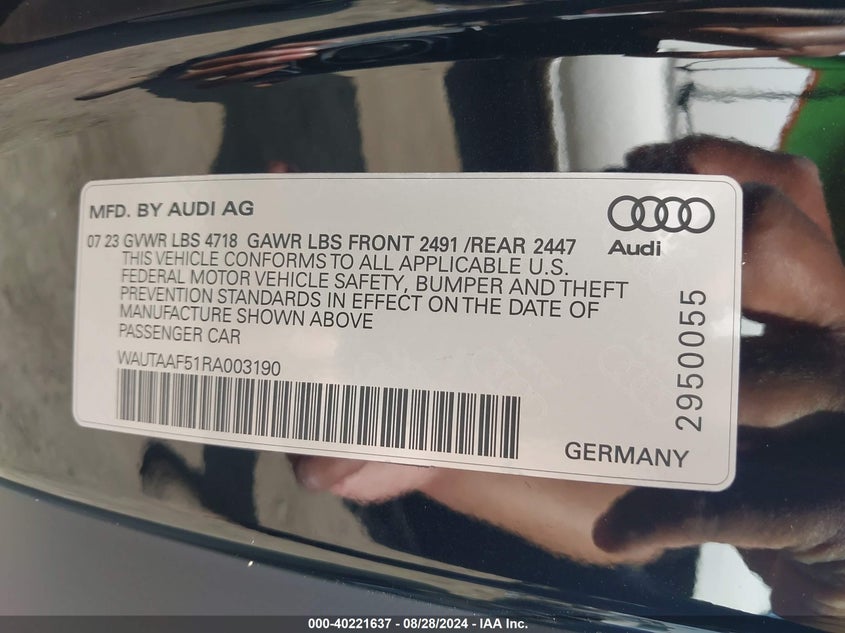 MFD. BY AUDI AG
07 23 GVWR LBS 4718 GAWR LBS FRONT 2491 /REAR 2447
THIS VEHICLE CONFORMS TO ALL APPLICABLE U.S.
FEDERAL MOTOR VEHICLE SAFETY, BUMPER AND THEFT
PREVENTION STANDARDS IN EFFECT ON THE DATE OF
MANUFACTURE SHOWN ABOVE
PASSENGER CAR
WAUTAAF51RA003190
Audi
2950055
GERMANY
000-40221637 - 08/28/2024 - IAA Inc.